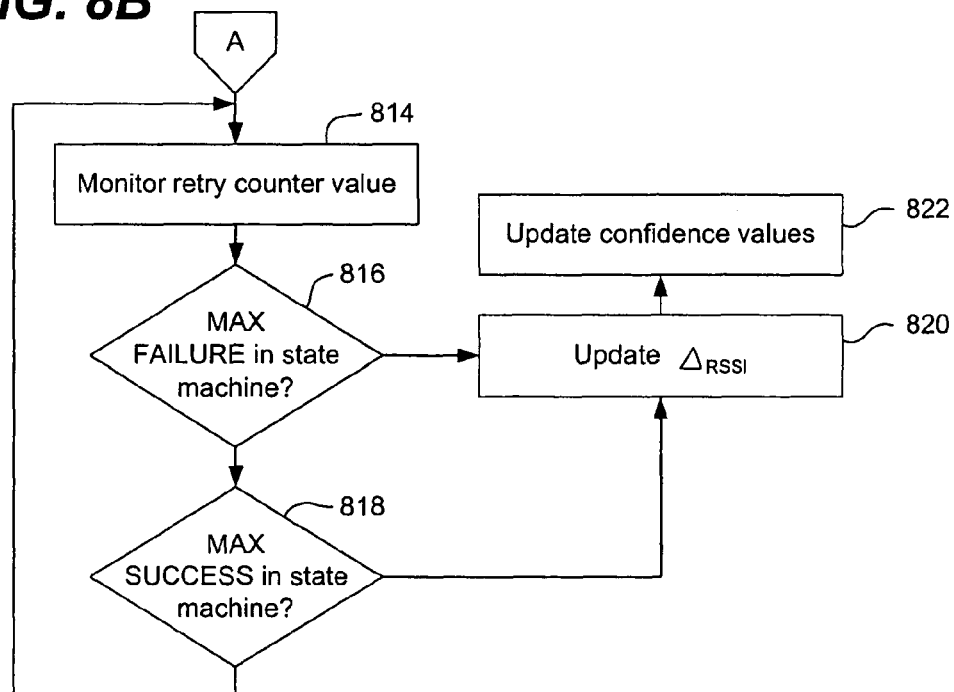 FIG. 8B
A
814
Monitor retry counter value
822
Update confidence values
816
MAX
FAILURE in state
machine?
820
Update ΔRSSI
818
MAX
SUCCESS in state
machine?